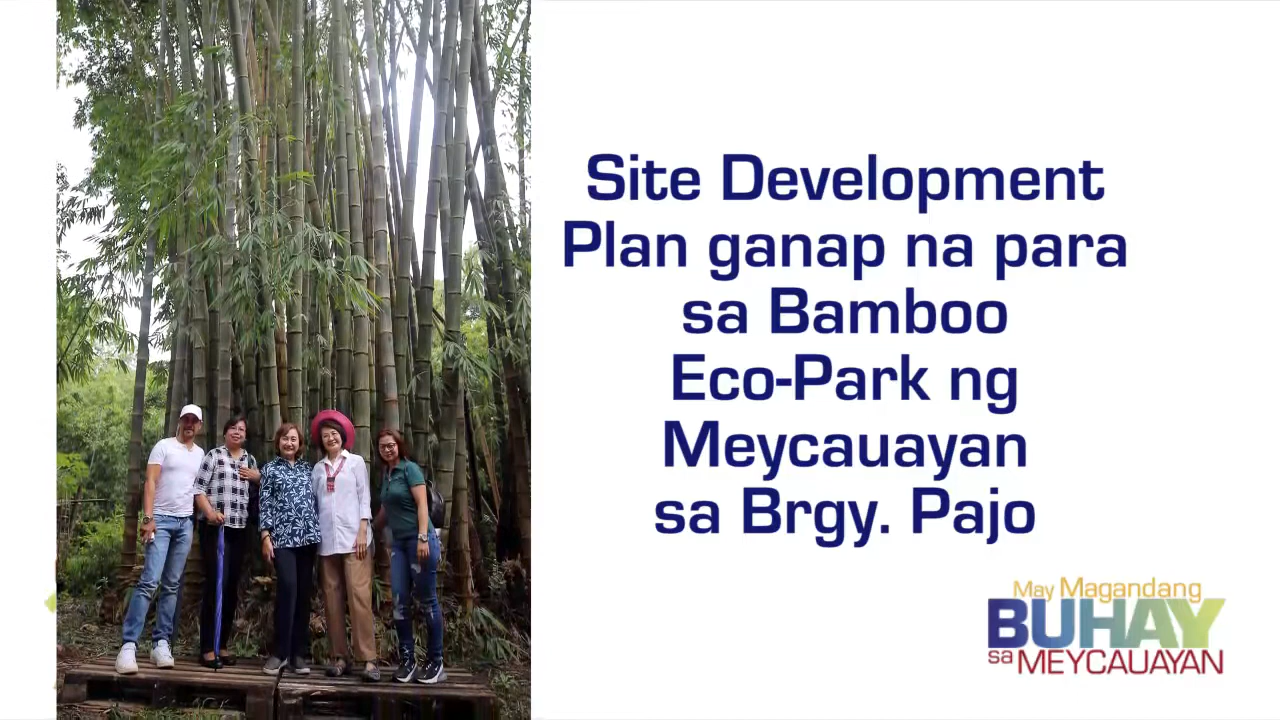 Site Development
Plan ganap na para
sa Bamboo
Eco-Park ng
Meycauayan
sa Brgy. Pajo
May Magandang
BUHAY
sa MEYCAUAYAN